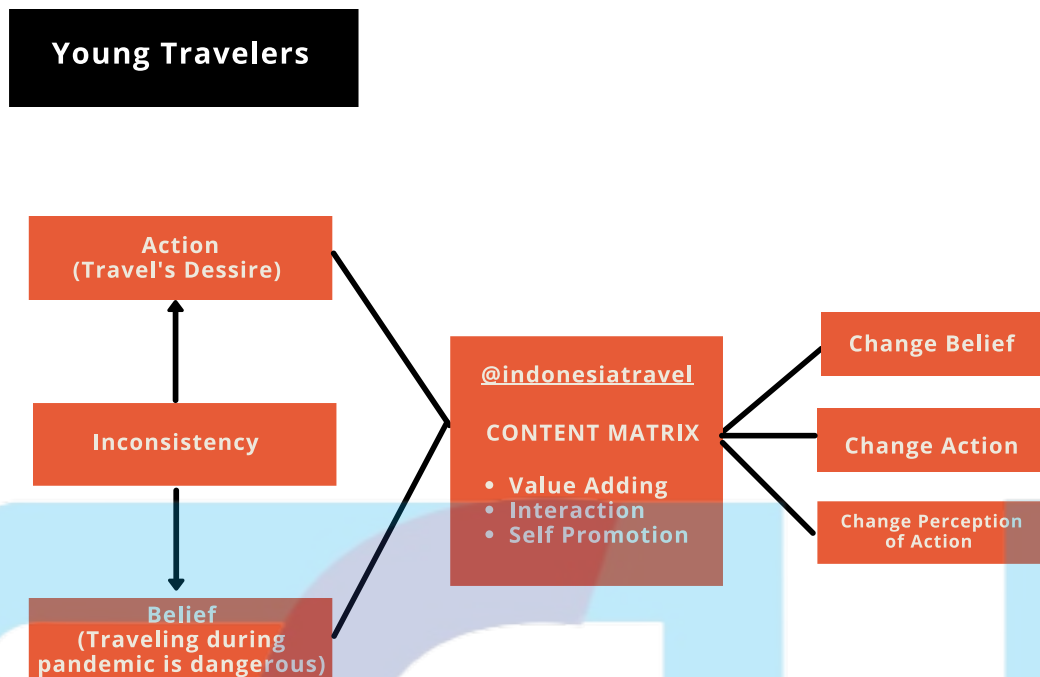 Young Travelers
Action
(Travel's Dessire)
Inconsistency
Belief
(Traveling during
pandemic is dangerous)
@indonesiatravel
CONTENT MATRIX
• Value Adding
• Interaction
• Self Promotion
Change Belief
Change Action
Change Perception
of Action